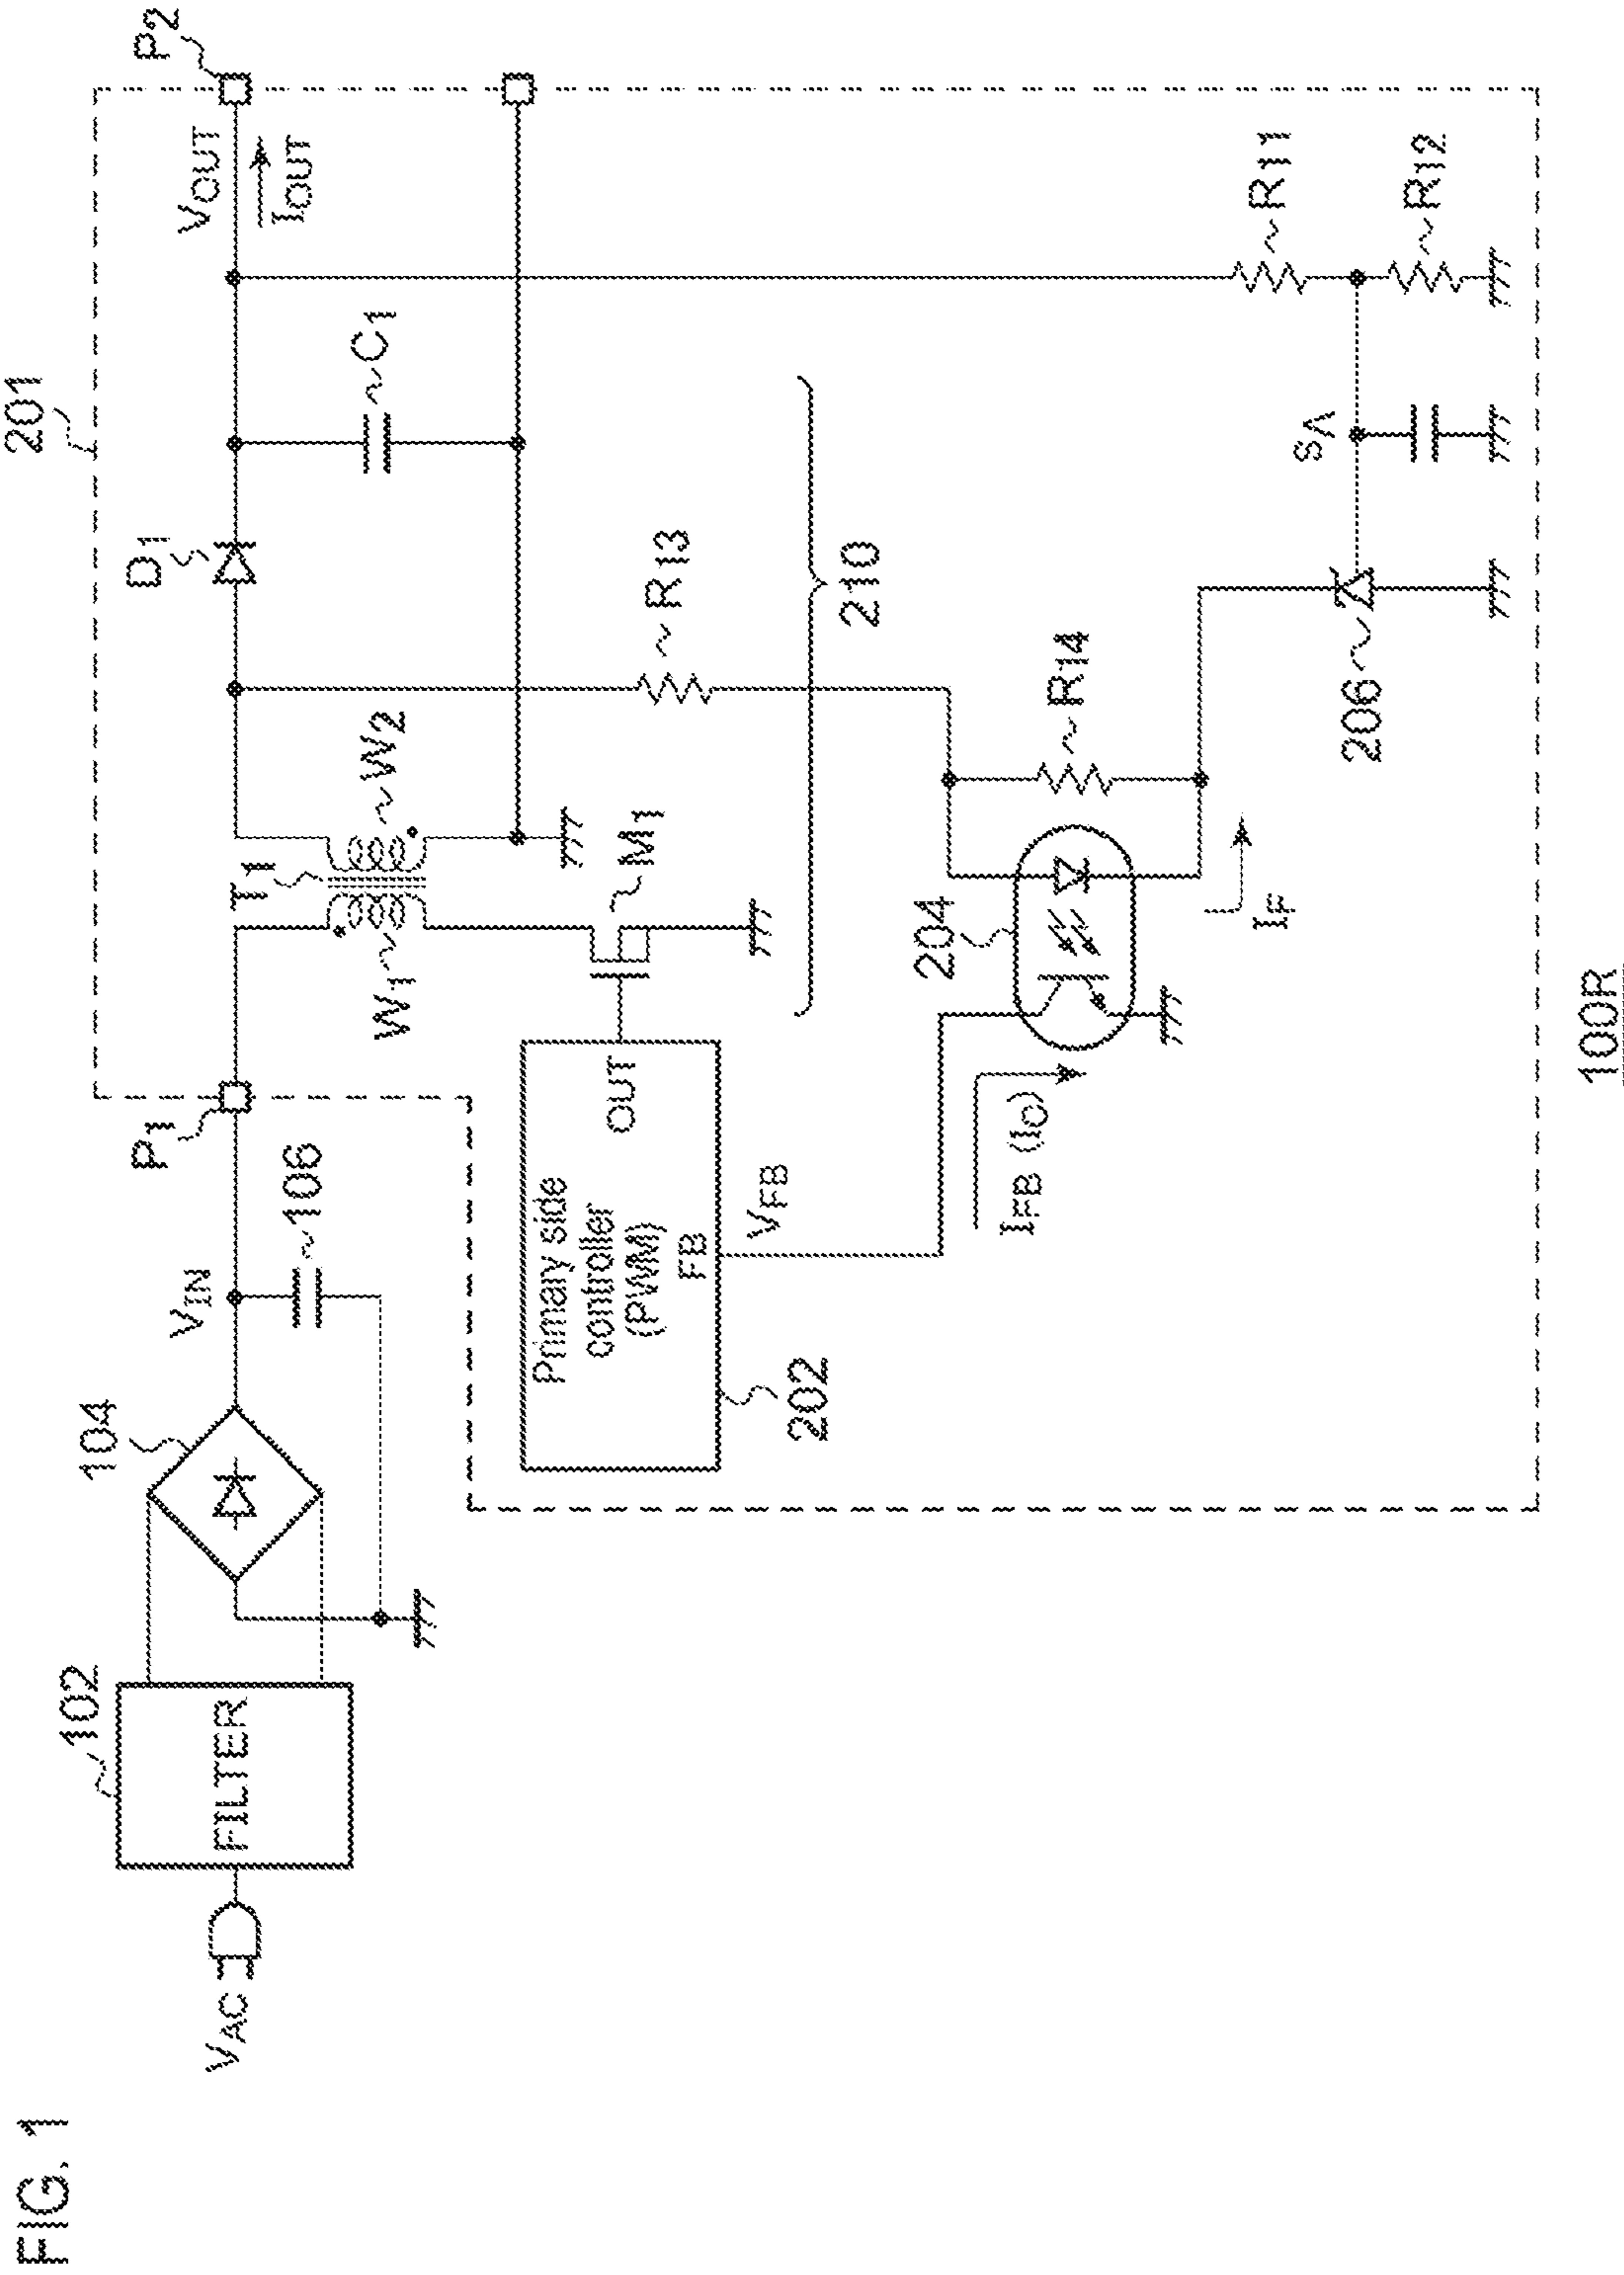 FIG. 1
100R
201
VAC
102
FILTER
104
VIN
106
P1
T1
W1
W2
D1
C1
VOUT
IOUT
P2
Primary side
controller
(PWM)
OUT
FB
202
M1
R13
210
VFB
IFB (IC)
204
R14
IF
206
VS
R11
R12